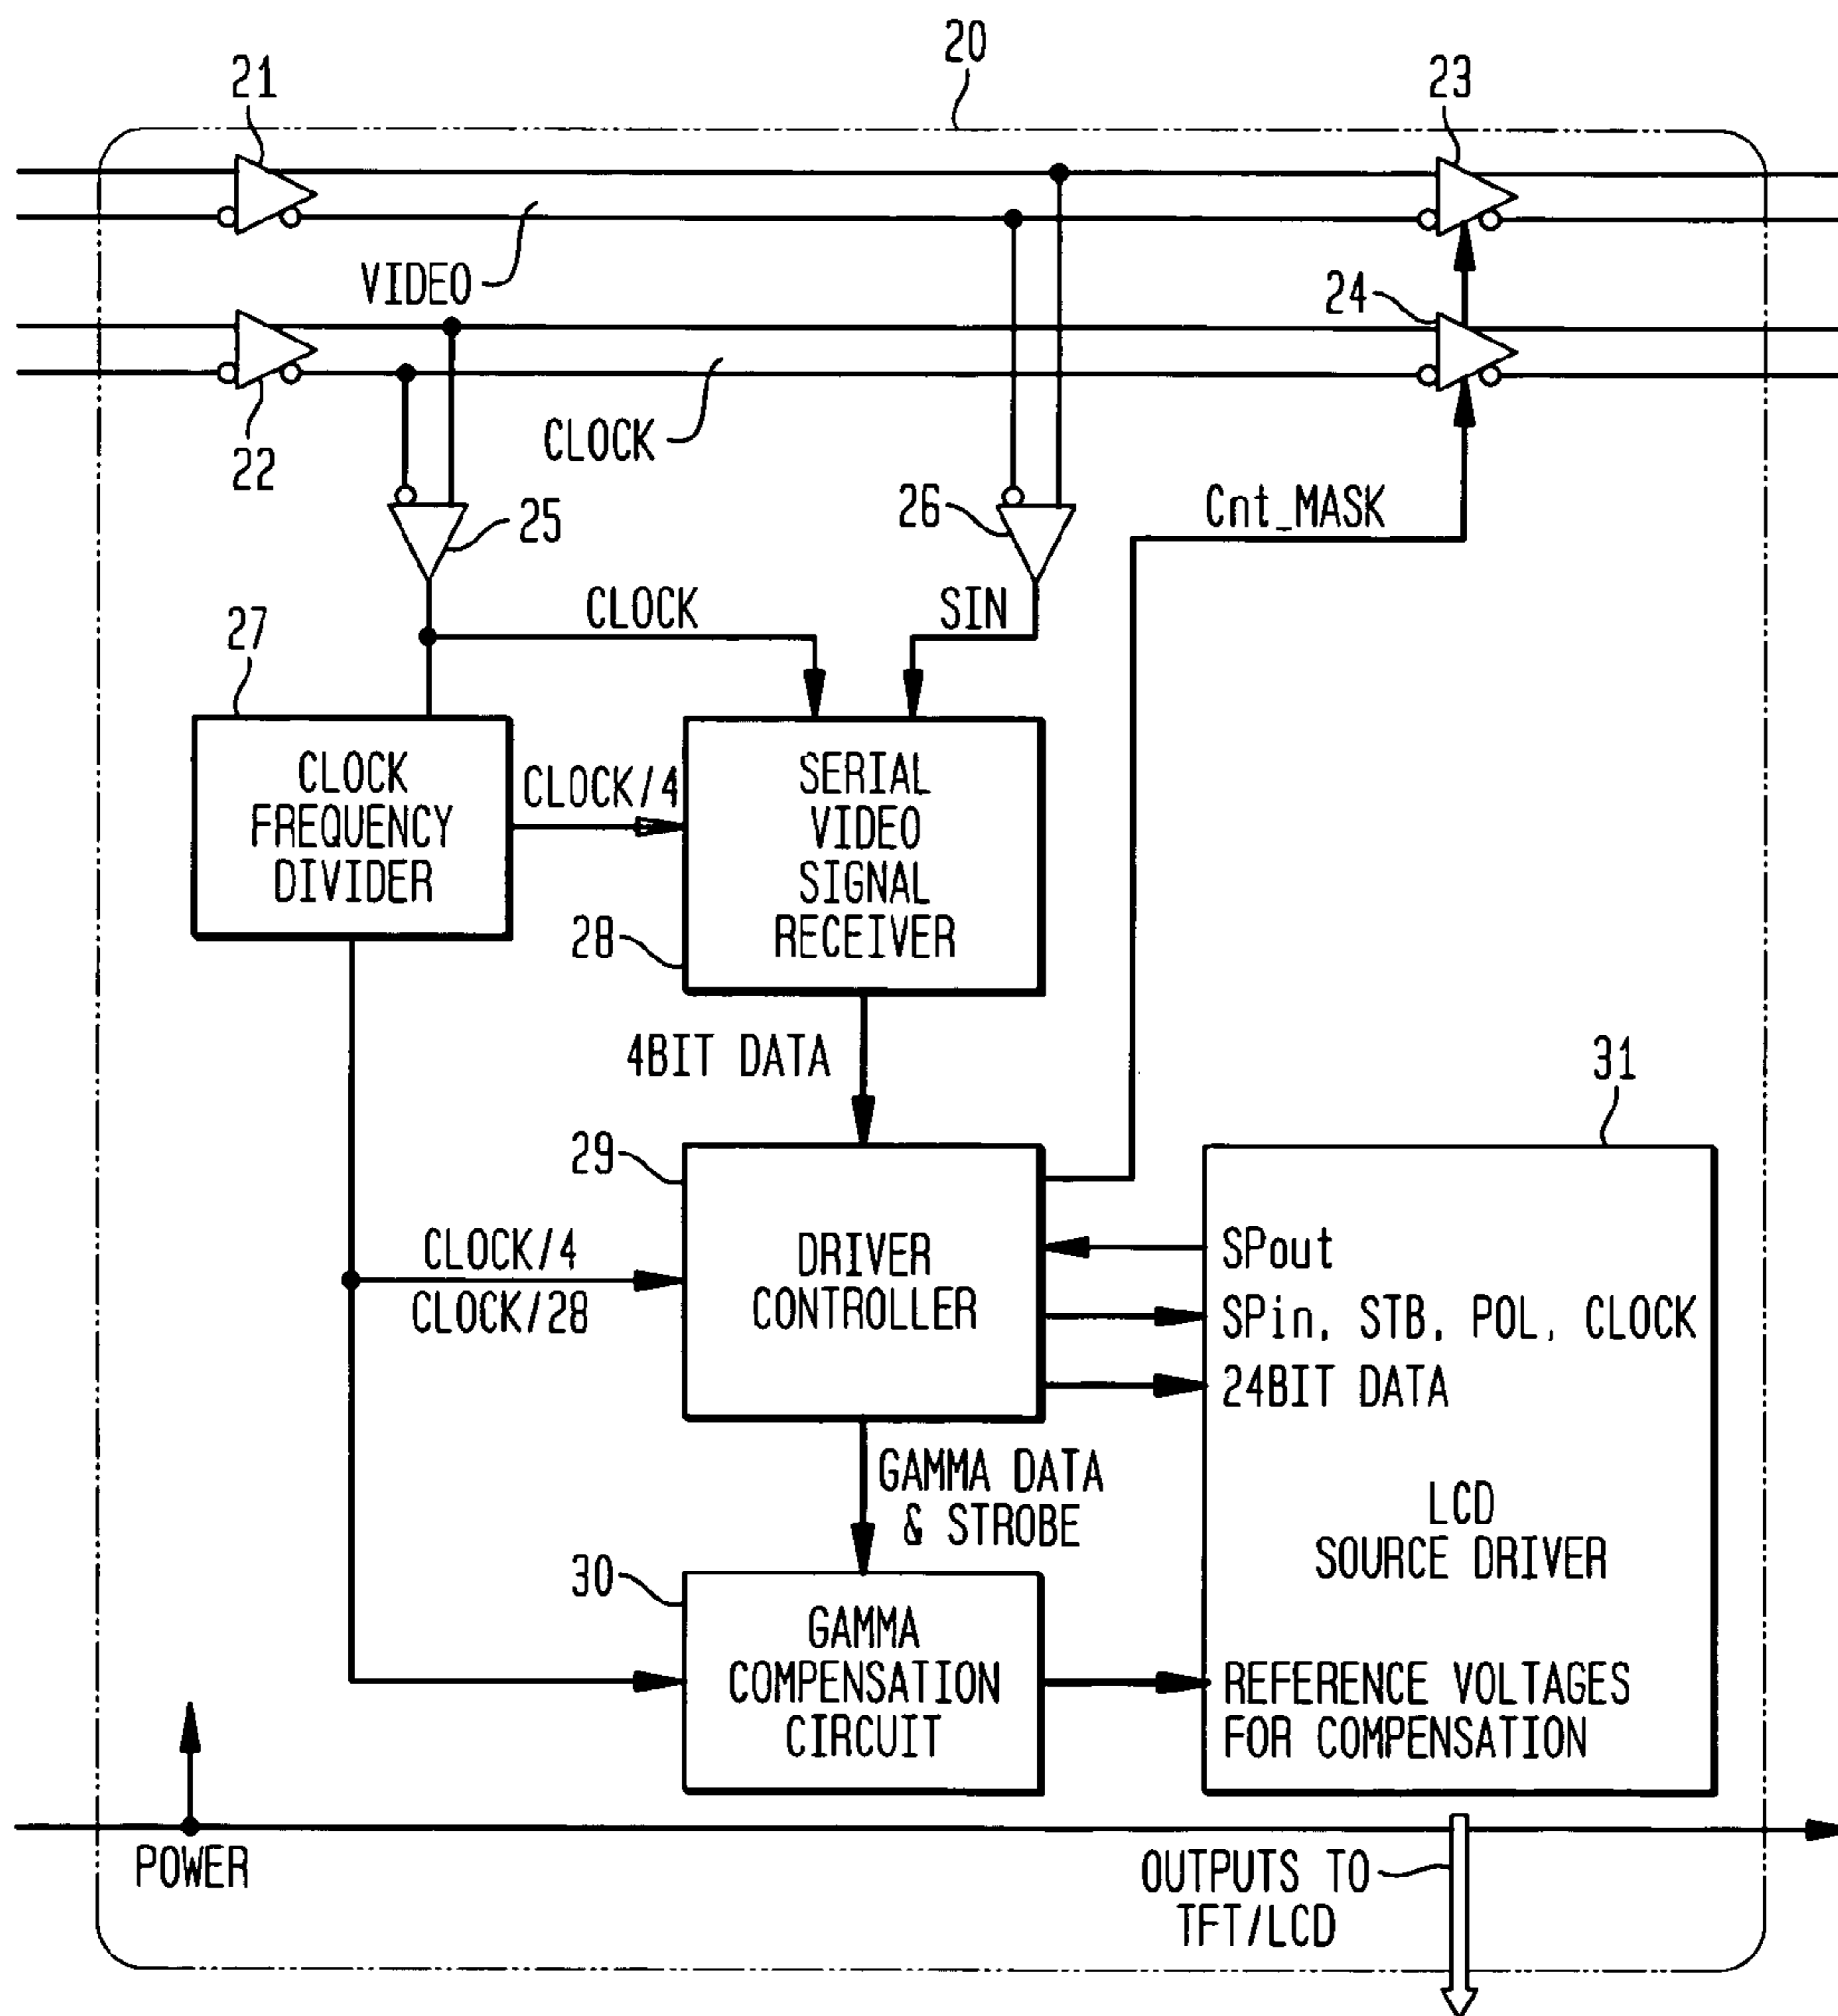 20
21
23
VIDEO
24
22
CLOCK
25
26
Cnt_MASK
CLOCK
SIN
27
CLOCK
FREQUENCY
DIVIDER
CLOCK/4
SERIAL
VIDEO
SIGNAL
RECEIVER
28
4BIT DATA
31
29
DRIVER
CONTROLLER
CLOCK/4
CLOCK/28
SPout
SPin, STB, POL, CLOCK
24BIT DATA
GAMMA DATA
& STROBE
LCD
SOURCE DRIVER
30
GAMMA
COMPENSATION
CIRCUIT
REFERENCE VOLTAGES
FOR COMPENSATION
POWER
OUTPUTS TO
TFT/LCD